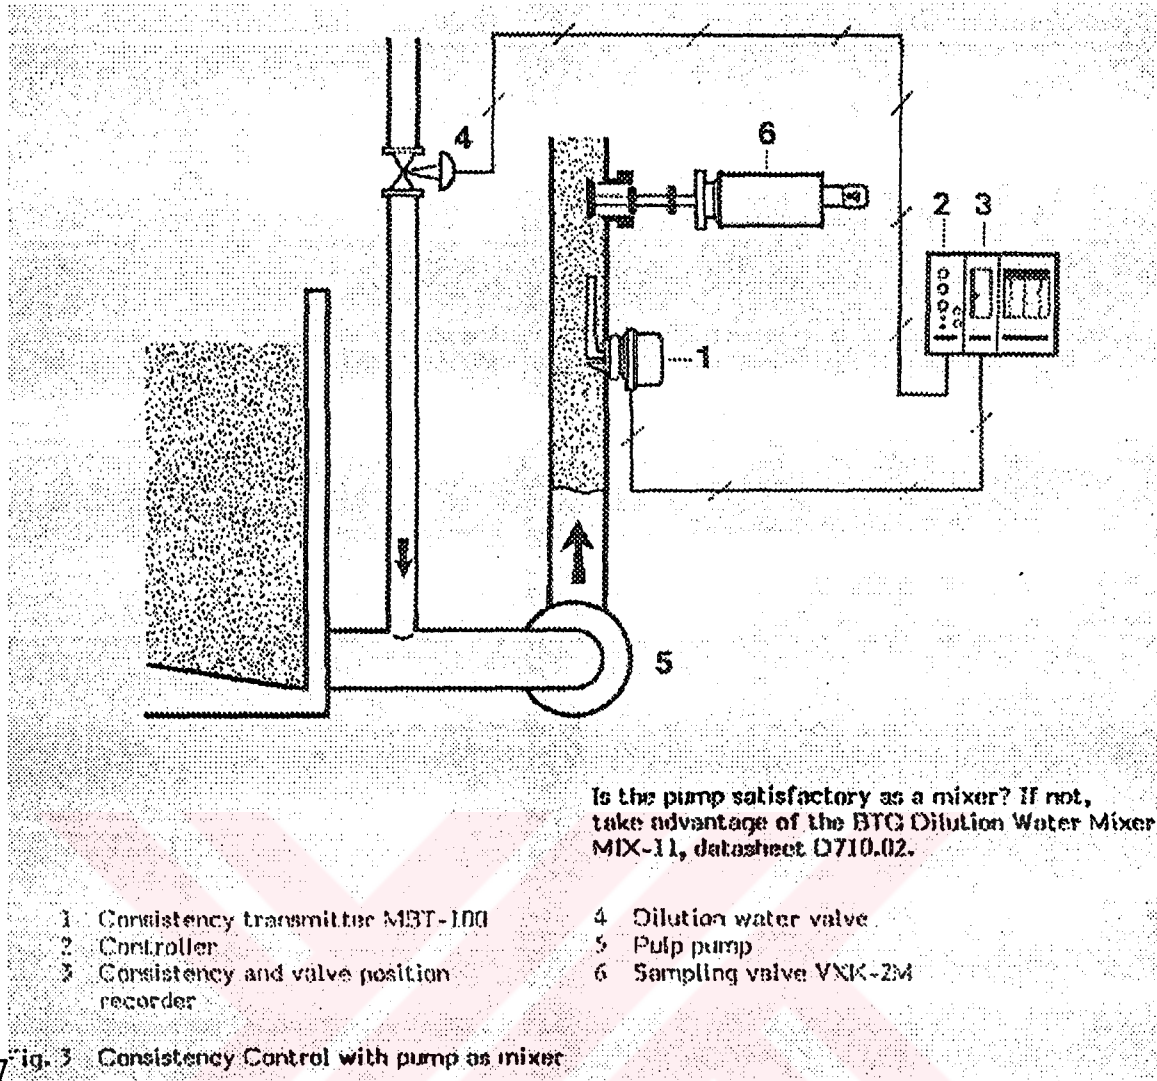 4
6
2 3
1
5
Is the pump satisfactory as a mixer? If not,
take advantage of the BTG Dilution Water Mixer
MIX-11, datasheet D710.02.
1 Consistency transmitter MBT-100
2 Controller
3 Consistency and valve position
recorder
4 Dilution water valve
5 Pulp pump
6 Sampling valve VXK-2M
Fig. 3 Consistency Control with pump as mixer